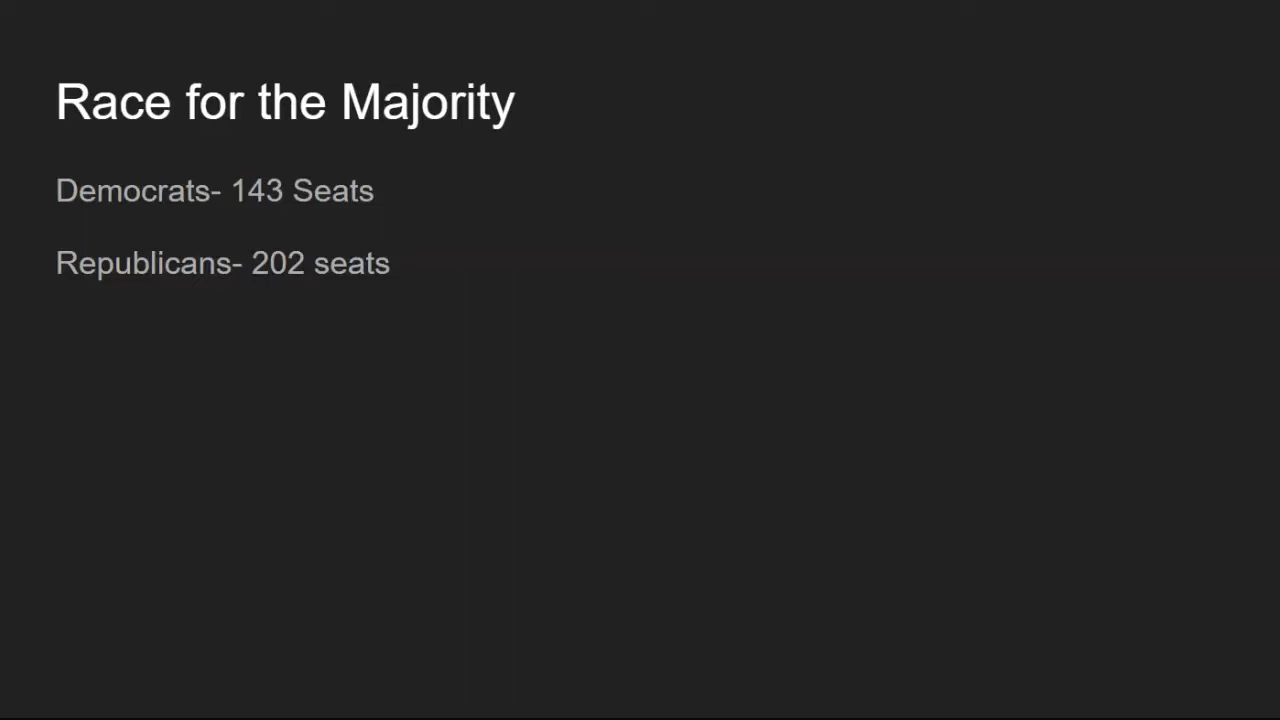 Race for the Majority
Democrats- 143 Seats
Republicans- 202 seats